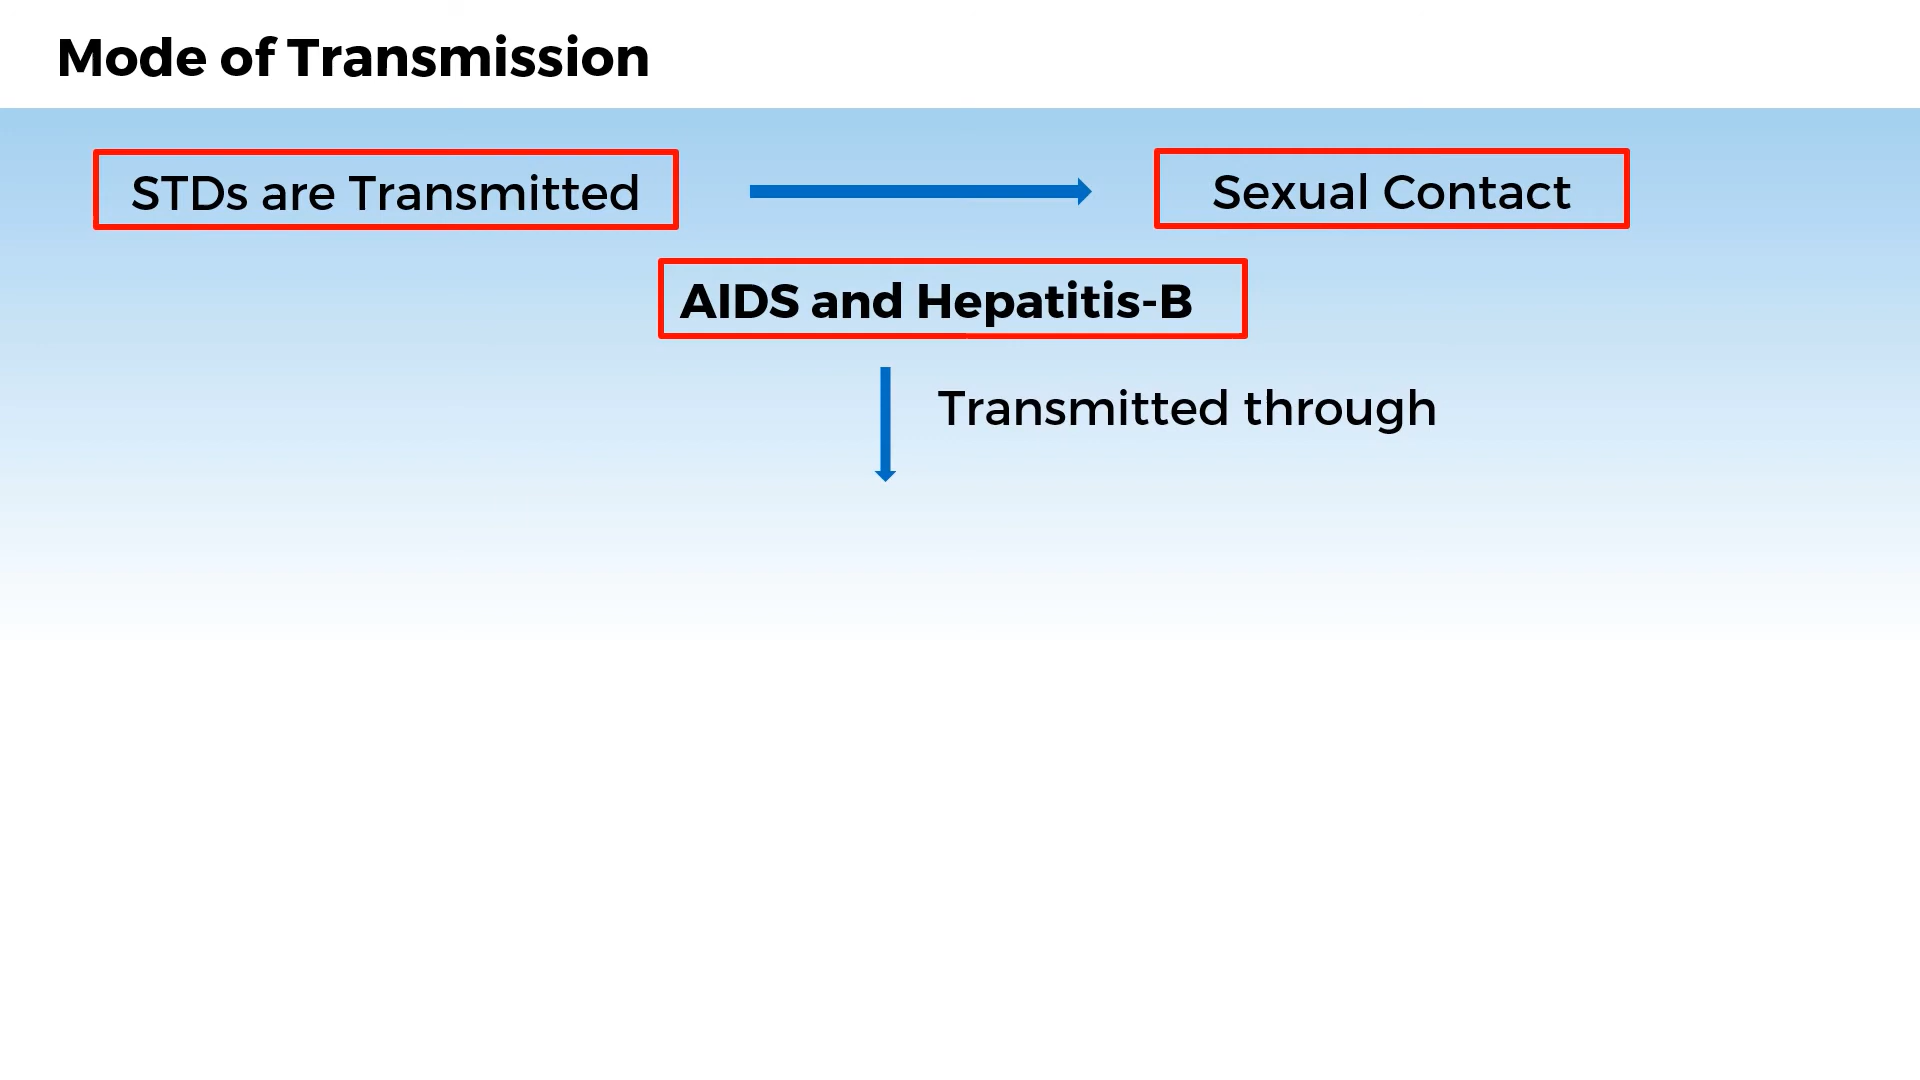 Mode of Transmission
STDs are Transmitted
Sexual Contact
AIDS and Hepatitis-B
Transmitted through